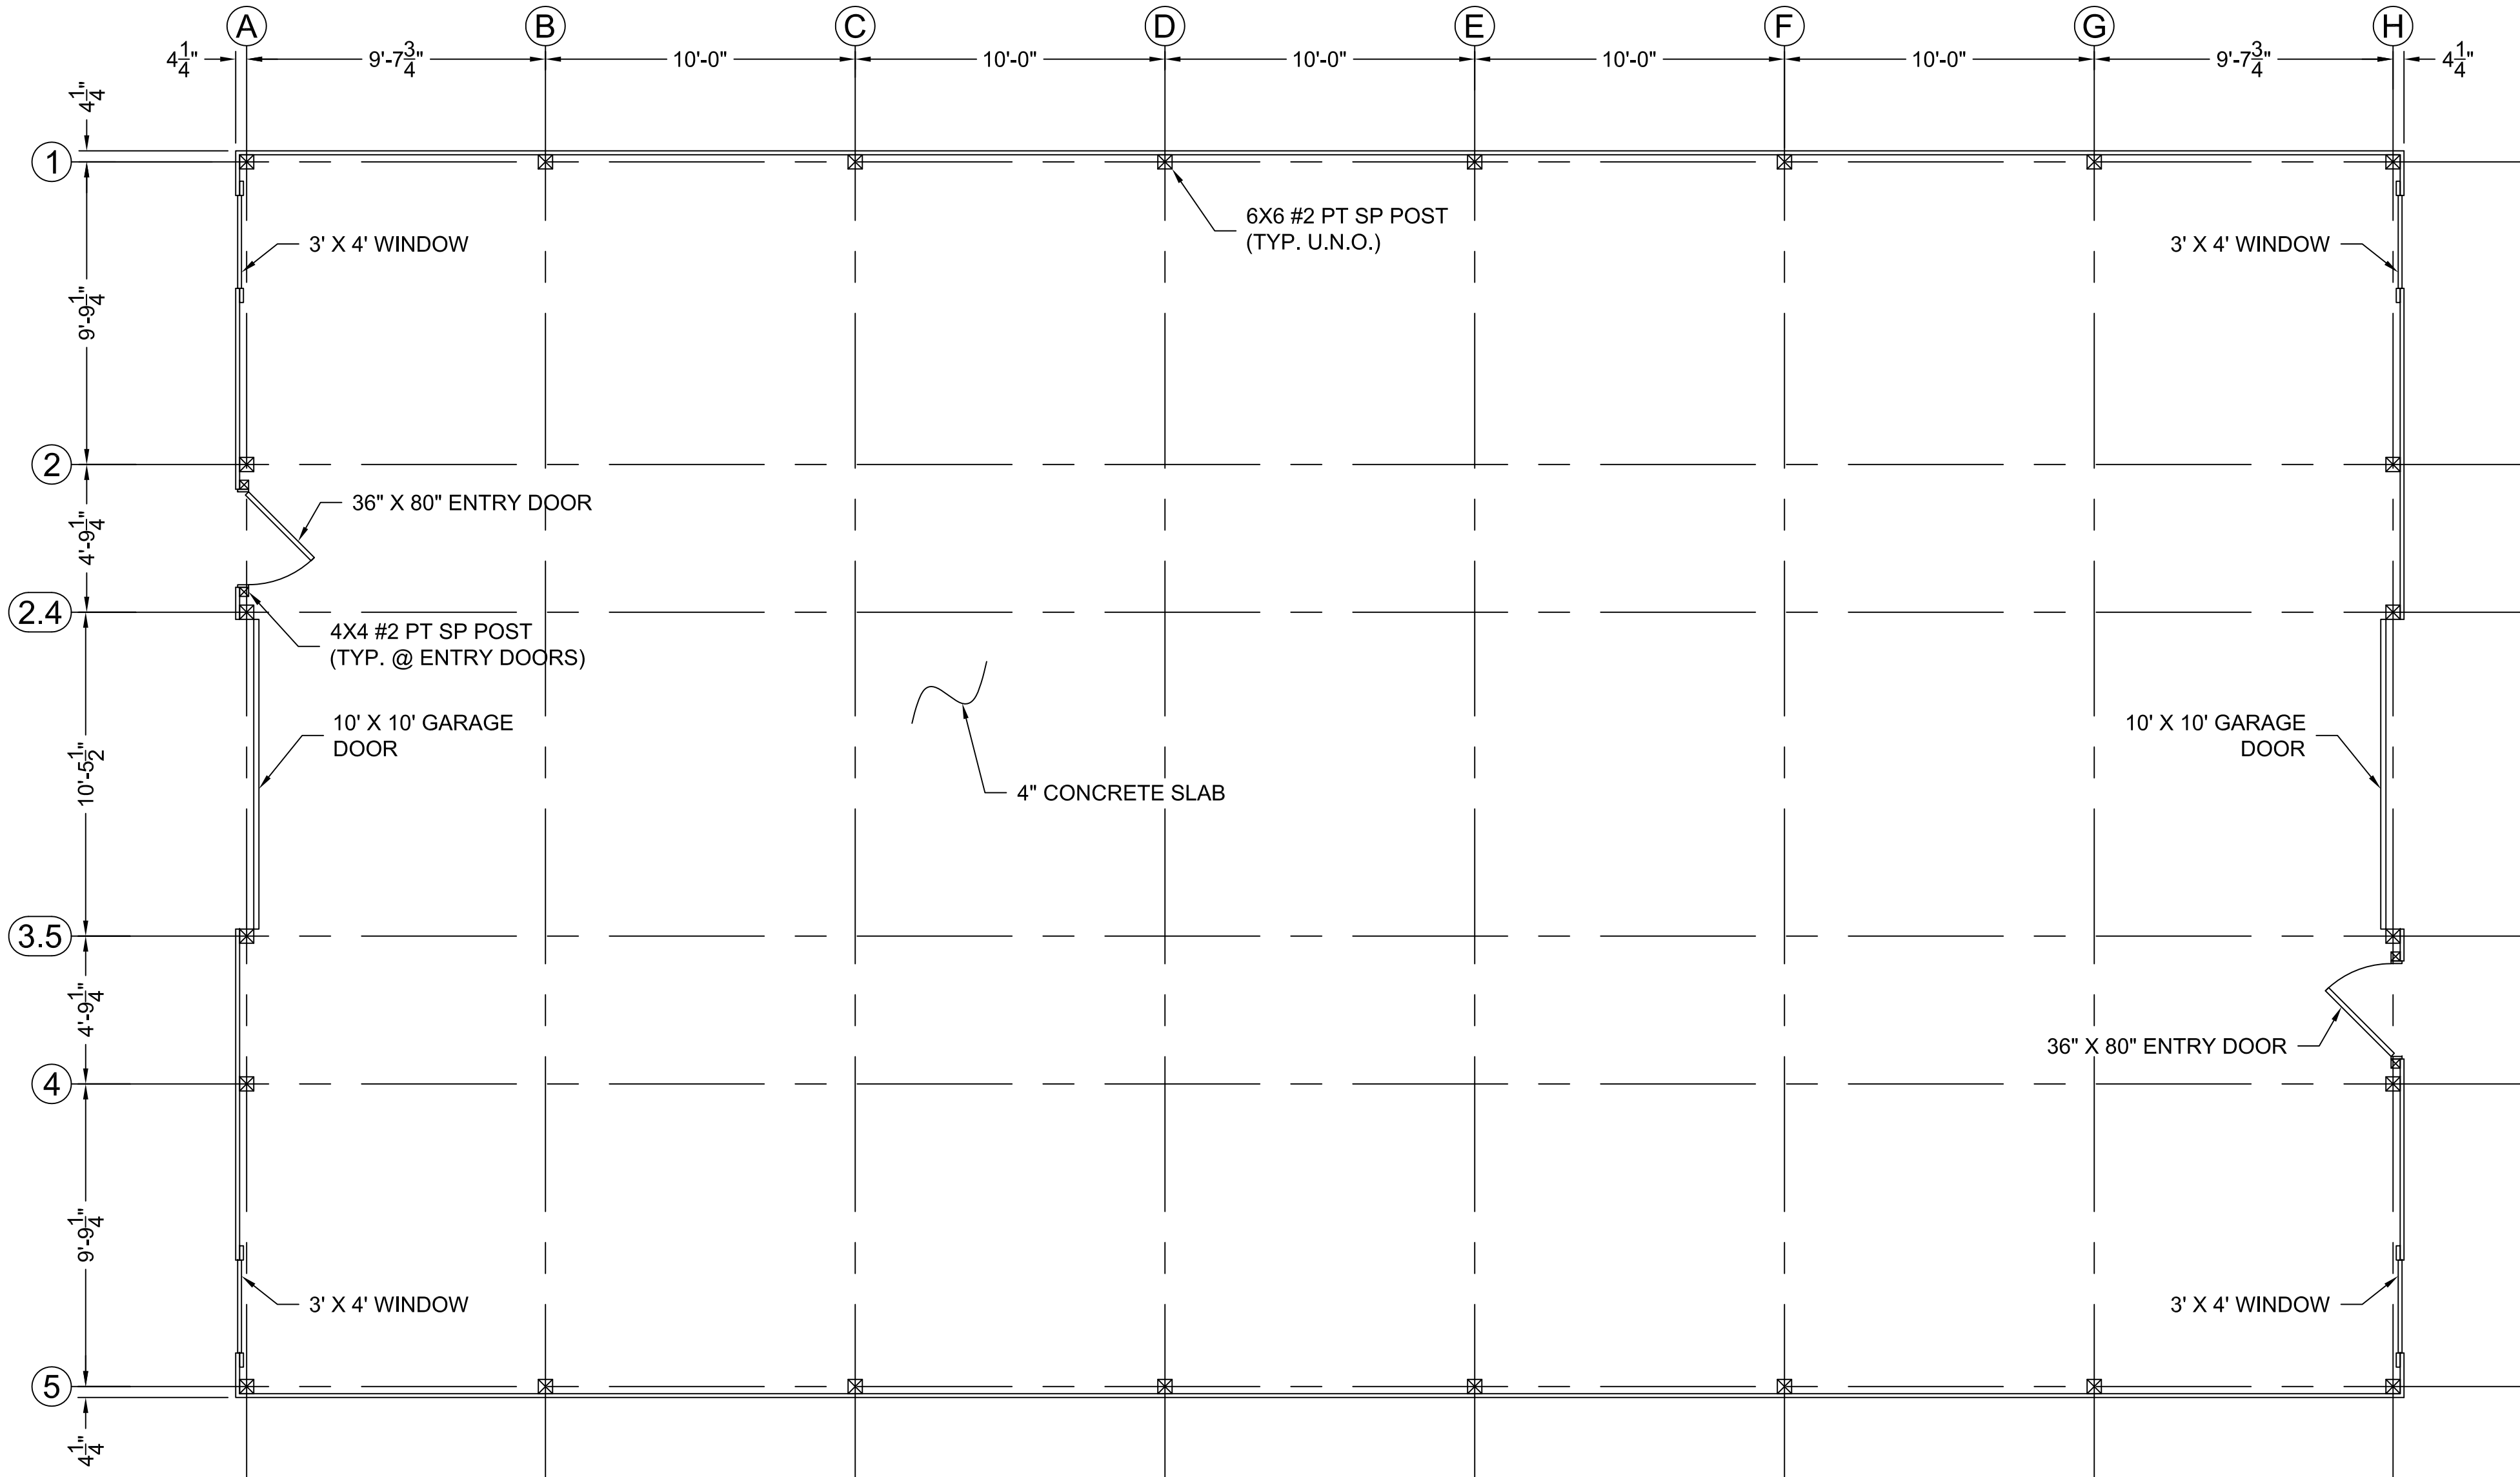 A B C D E F G H
4 1/4" 9'-7 3/4" 10'-0" 10'-0" 10'-0" 10'-0" 10'-0" 9'-7 3/4" 4 1/4"
4 1/4"
1
6X6 #2 PT SP POST
(TYP. U.N.O.)
3' X 4' WINDOW
3' X 4' WINDOW
9'-9 1/4"
2
36" X 80" ENTRY DOOR
4'-9 1/4"
2.4
4X4 #2 PT SP POST
(TYP. @ ENTRY DOORS)
10' X 10' GARAGE
DOOR
10' X 10' GARAGE
DOOR
10'-5 1/2"
4" CONCRETE SLAB
3.5
4'-9 1/4"
36" X 80" ENTRY DOOR
4
9'-9 1/4"
3' X 4' WINDOW
3' X 4' WINDOW
5
4 1/4"